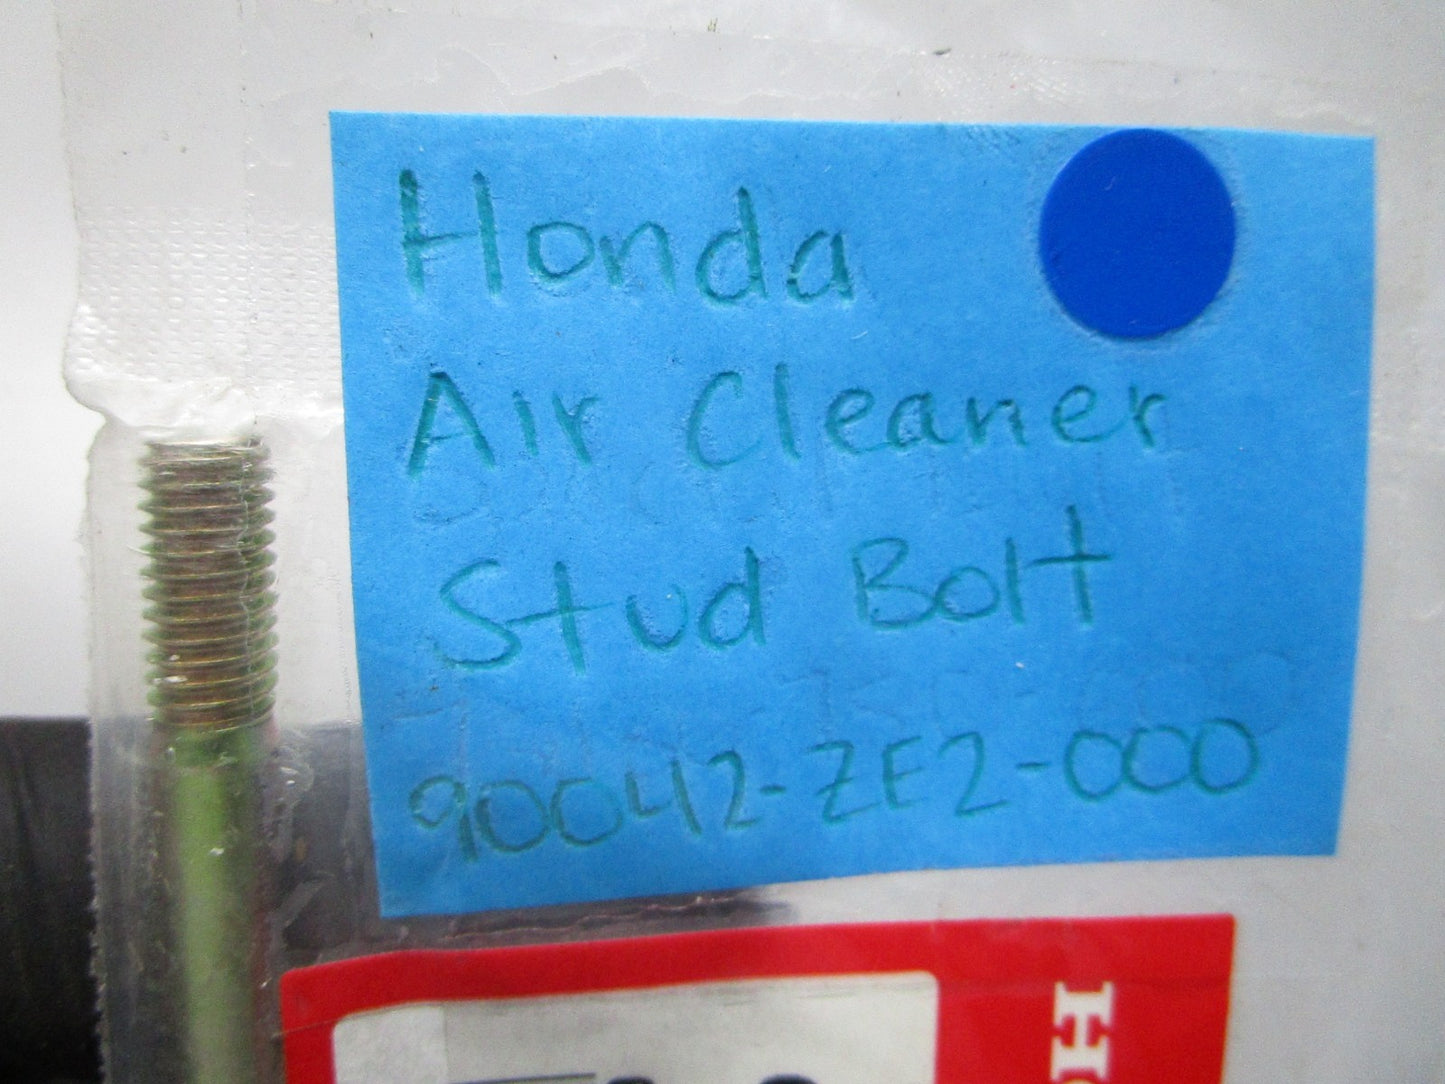 Honda
Air Cleaner
Stud Bolt
90042-ZE2-000
H